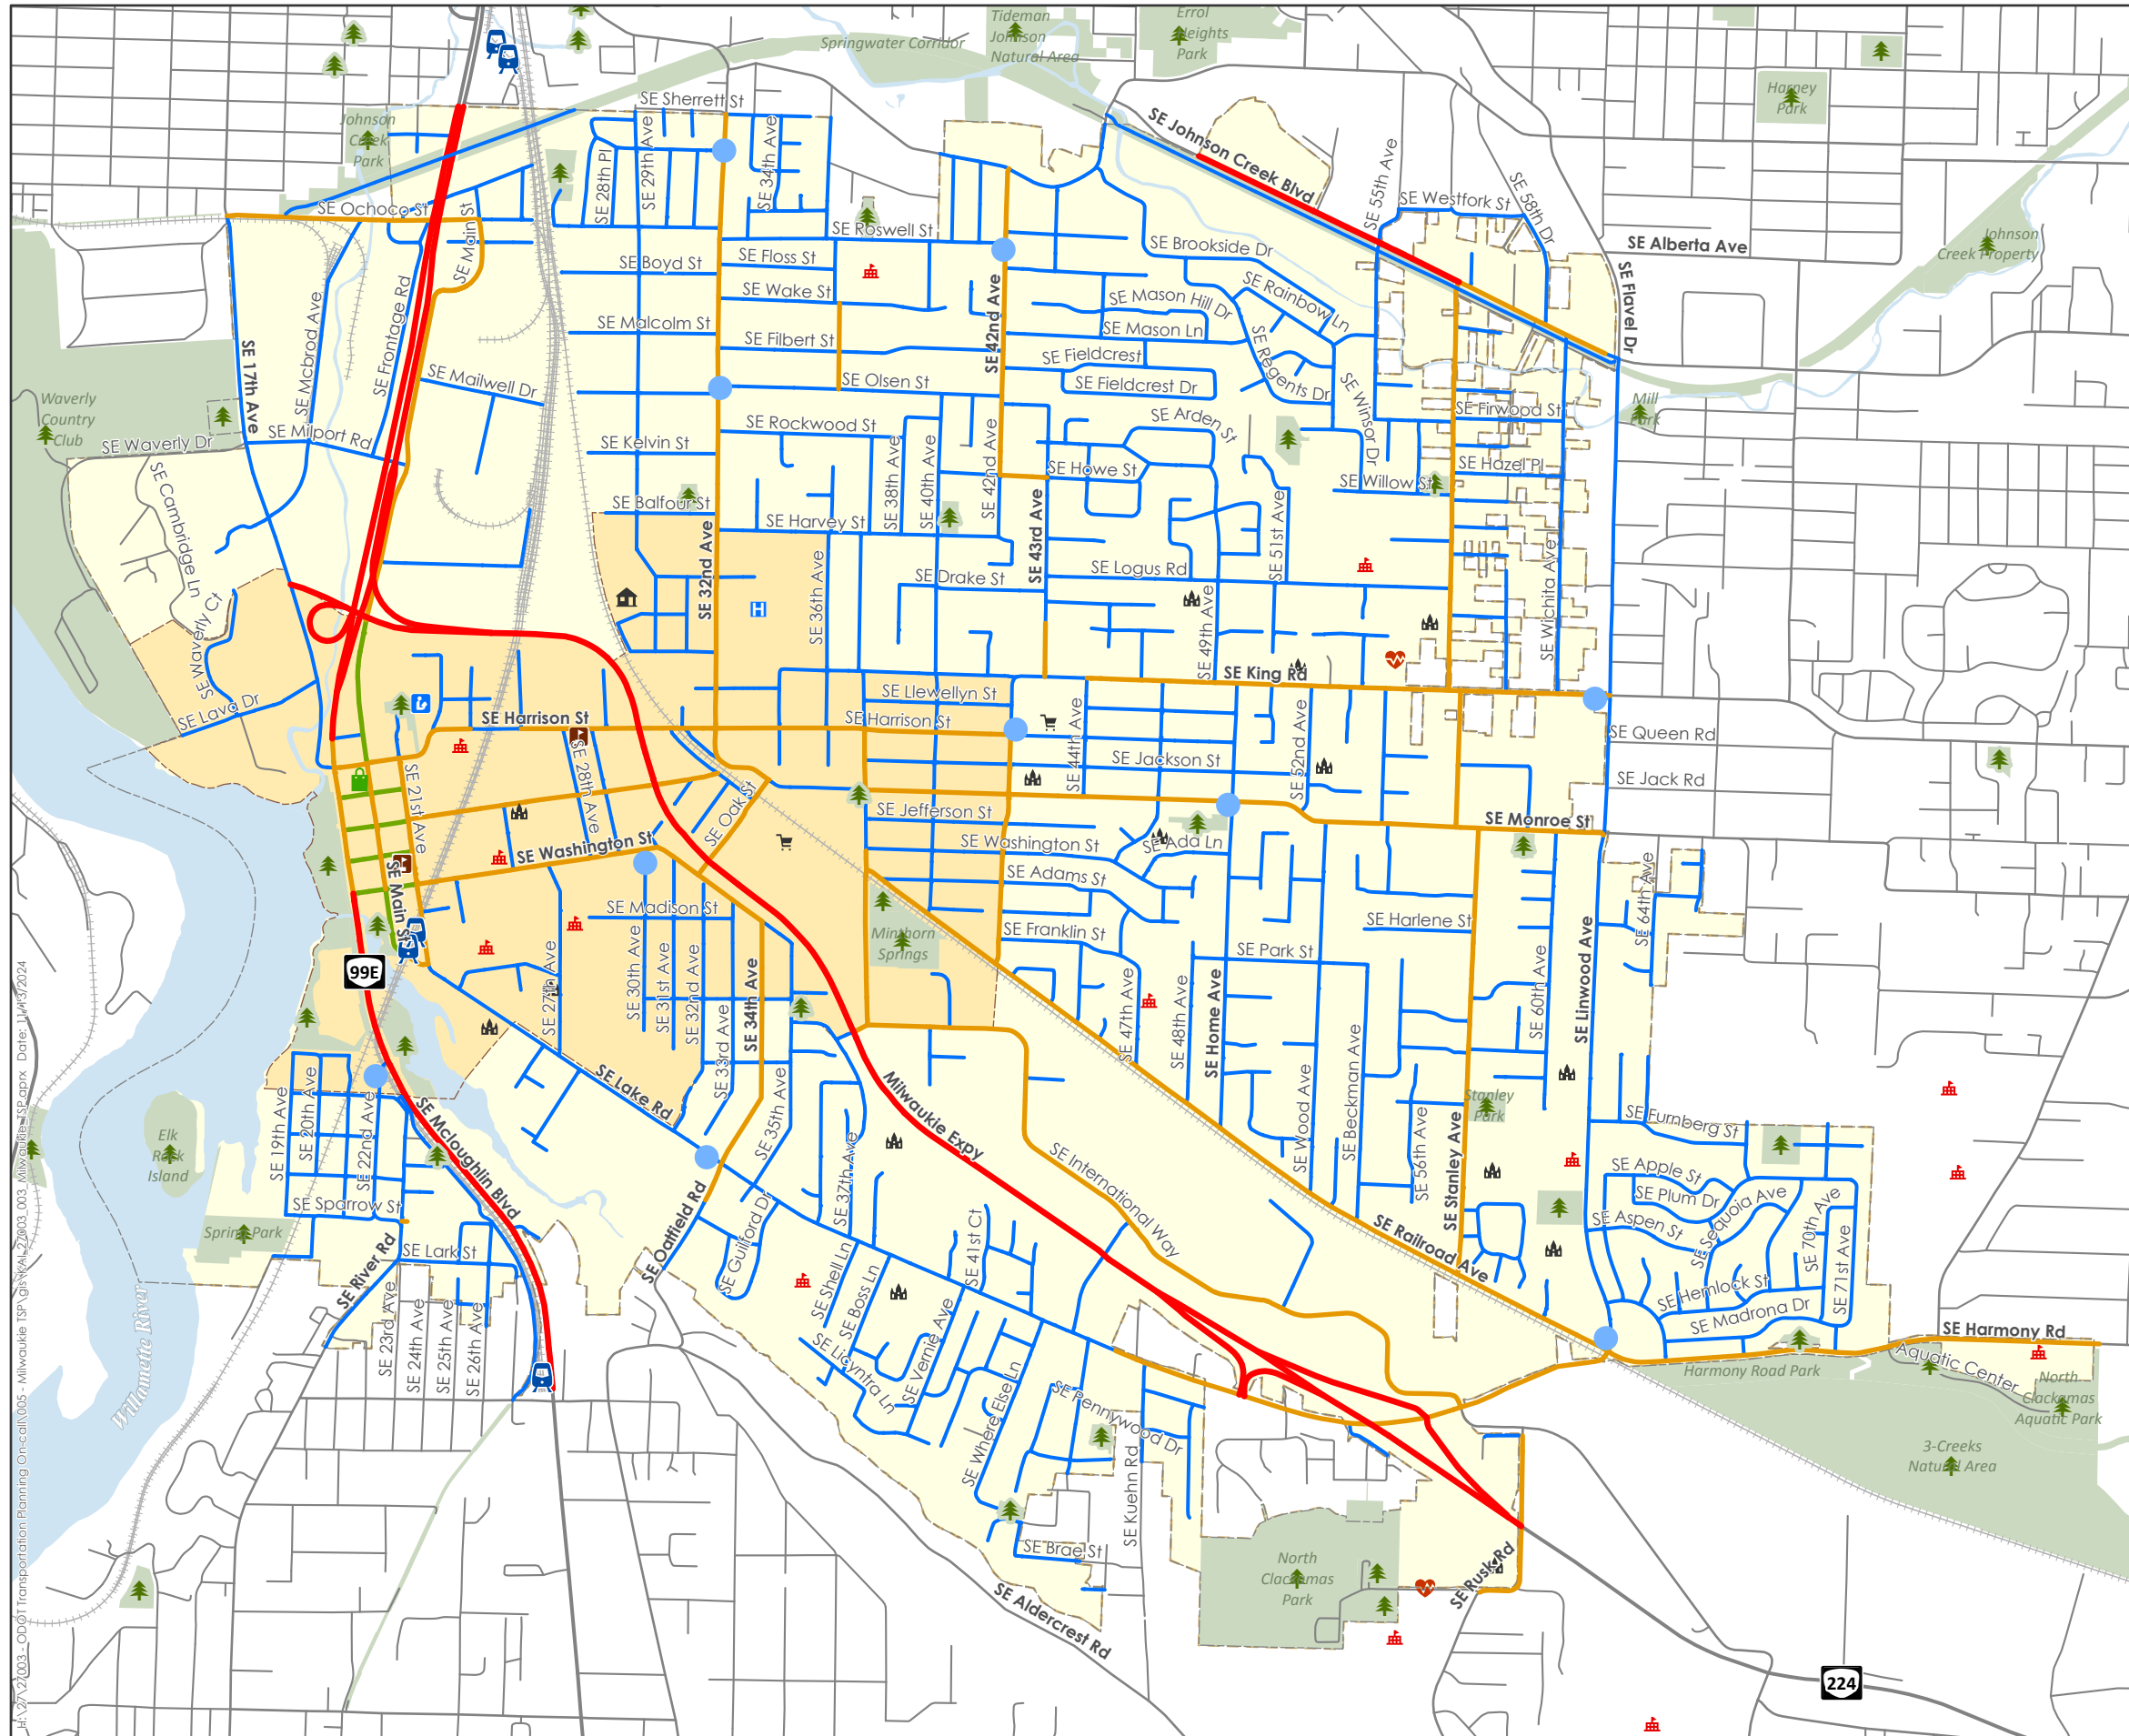 Springwater Corridor
Tideman
Johnson
Natural Area
Errol
Heights
Park
Harney
Park
Johnson
Creek
Park
SE Sherrett St
SE Johnson Creek Blvd
SE 28th Pl
SE 29th Ave
SE 34th Ave
SE 55th Ave
SE Westfork St
SE 58th Dr
SE Ochoco St
SE Main St
SE Roswell St
SE Brookside Dr
SE Alberta Ave
Johnson
Creek Property
SE Boyd St
SE Floss St
SE Flavel Dr
SE Wake St
SE Mason Hill Dr
SE Rainbow Ln
SE 17th Ave
SE Mcbrod Ave
SE Frontage Rd
SE Malcolm St
SE Filbert St
SE 42nd Ave
SE Mason Ln
SE Fieldcrest
SE Regents Dr
SE Mailwell Dr
SE Olsen St
SE Fieldcrest Dr
SE Winsor Dr
Waverly
Country
Club
SE Waverly Dr
SE Milport Rd
SE Rockwood St
SE Arden St
SE Firwood St
Mill
Park
SE Kelvin St
SE 38th Ave
SE 40th Ave
SE 42nd Ave
SE Howe St
SE Hazel Pl
SE Willow St
SE Cambridge Ln
SE Balfour St
SE Harvey St
SE 43rd Ave
SE 51st Ave
SE 32nd Ave
SE 36th Ave
SE Drake St
SE Logus Rd
SE Wichita Ave
SE Waverly Ct
SE 49th Ave
SE King Rd
SE Lava Dr
SE Llewellyn St
SE Harrison St
SE Harrison St
SE 44th Ave
SE 52nd Ave
SE Queen Rd
SE 28th Ave
SE Jackson St
SE Jack Rd
SE 21st Ave
SE Oak St
SE Jefferson St
SE Monroe St
SE Washington St
SE Washington St
SE Ada Ln
SE Main St
SE Adams St
SE 64th Ave
SE Madison St
Minthorn
Springs
SE Franklin St
SE Harlene St
SE Park St
SE Linwood Ave
99E
SE 27th Ave
SE 30th Ave
SE 31st Ave
SE 32nd Ave
SE 34th Ave
SE 47th Ave
SE 48th Ave
SE Home Ave
SE 60th Ave
SE 33rd Ave
SE Lake Rd
SE 35th Ave
Milwaukie Expy
SE Wood Ave
SE Beckman Ave
SE 56th Ave
Stanley
Park
SE Stanley Ave
SE Furnberg St
SE 19th Ave
SE 20th Ave
SE 22nd Ave
SE Mcloughlin Blvd
Elk
Rock
Island
SE 37th Ave
SE International Way
SE Apple St
SE Plum Dr
SE Sequoia Ave
SE Aspen St
SE 70th Ave
SE 71st Ave
SE Sparrow St
Spring Park
SE Oatfield Rd
SE Guilford Dr
SE Railroad Ave
SE River Rd
SE Lark St
SE Shell Ln
SE Boss Ln
SE 41st Ct
SE Hemlock St
SE Madrona Dr
SE 23rd Ave
SE 24th Ave
SE 25th Ave
SE 26th Ave
SE Vernie Ave
SE Licyntra Ln
SE Harmony Rd
Aquatic Center
Harmony Road Park
North
Clackamas
Aquatic Park
Willamette River
SE Where Else Ln
SE Pennywood Dr
SE Kuehn Rd
3-Creeks
Natural Area
SE Brae St
North
Clackamas
Park
SE Rusk Rd
SE Aldercrest Rd
224